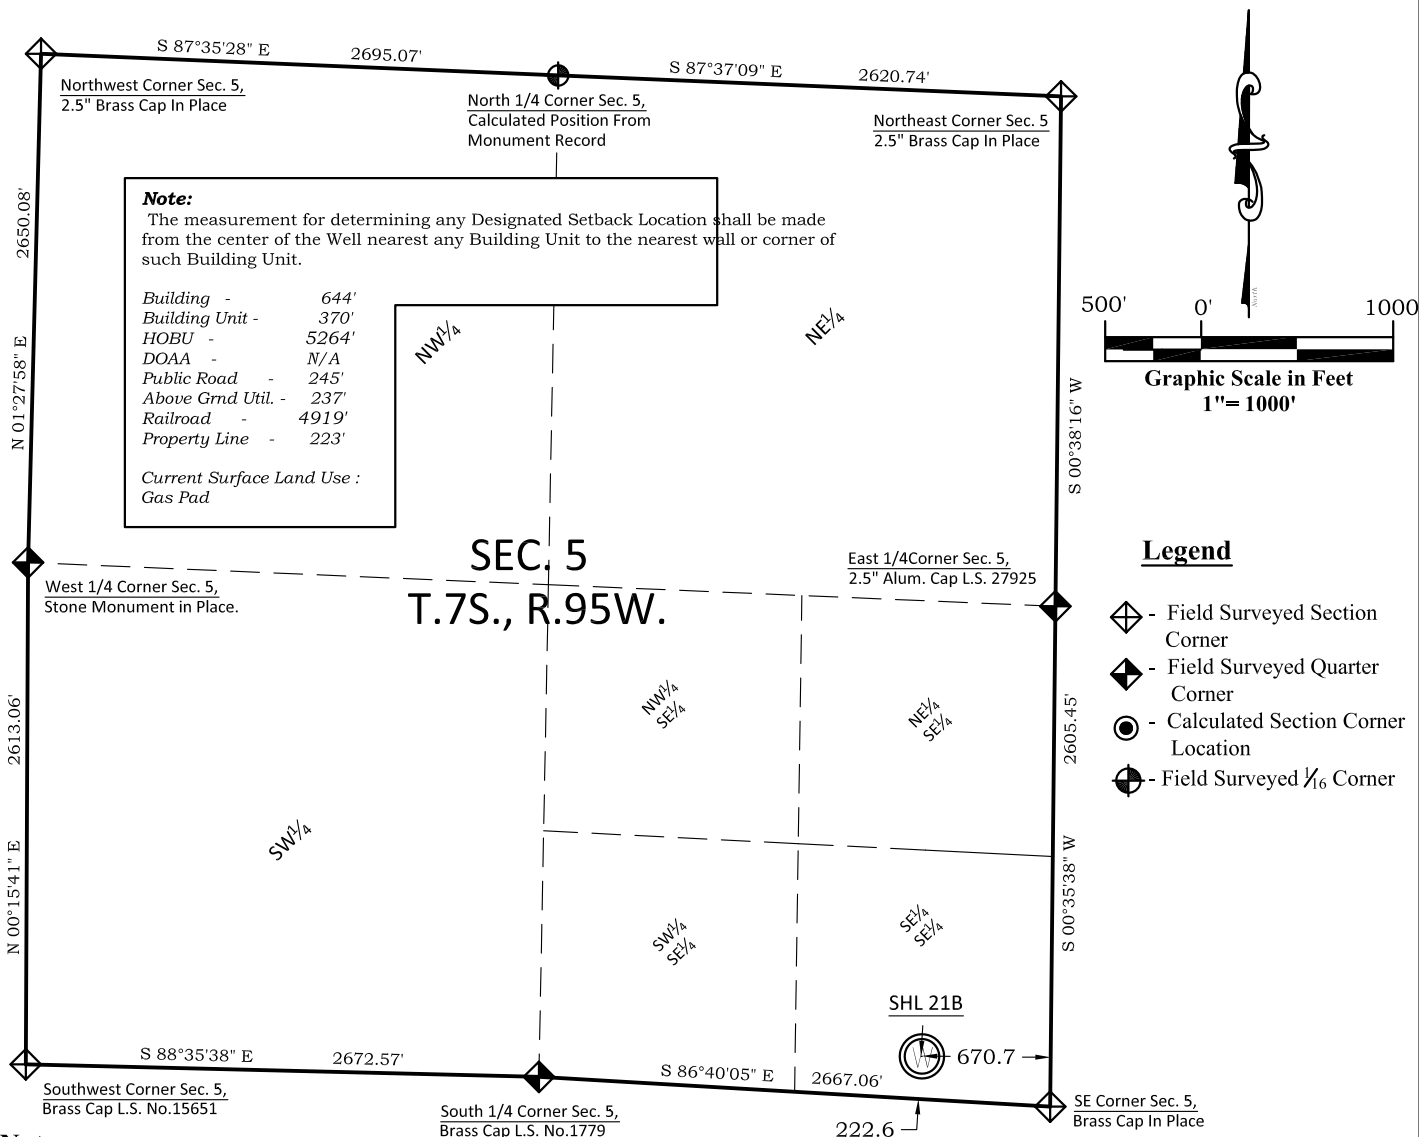 S 87°35'28" E 2695.07'
S 87°37'09" E 2620.74'
Northwest Corner Sec. 5,
2.5" Brass Cap In Place
North 1/4 Corner Sec. 5,
Calculated Position From
Monument Record
Northeast Corner Sec. 5
2.5" Brass Cap In Place
North
500' 0' 1000
Graphic Scale in Feet
1"= 1000'
2650.08'
N 01°27'58" E
Note:
The measurement for determining any Designated Setback Location shall be made
from the center of the Well nearest any Building Unit to the nearest wall or corner of
such Building Unit.
Building - 644'
Building Unit - 370'
HOBU - 5264'
DOAA - N/A
Public Road - 245'
Above Grnd Util. - 237'
Railroad - 4919'
Property Line - 223'
Current Surface Land Use :
Gas Pad
NW¼
NE¼
S 00°38'16" W
SEC. 5
T.7S., R.95W.
West 1/4 Corner Sec. 5,
Stone Monument in Place.
East 1/4Corner Sec. 5,
2.5" Alum. Cap L.S. 27925
Legend
- Field Surveyed Section
Corner
- Field Surveyed Quarter
Corner
- Calculated Section Corner
Location
- Field Surveyed 1/16 Corner
NW¼
SE¼
NE¼
SE¼
2613.06'
N 00°15'41" E
2605.45'
S 00°35'38" W
SW¼
SW¼
SE¼
SE¼
SE¼
SHL 21B
W
670.7
S 88°35'38" E 2672.57'
S 86°40'05" E 2667.06'
222.6
Southwest Corner Sec. 5,
Brass Cap L.S. No.15651
South 1/4 Corner Sec. 5,
Brass Cap L.S. No.1779
SE Corner Sec. 5,
Brass Cap In Place